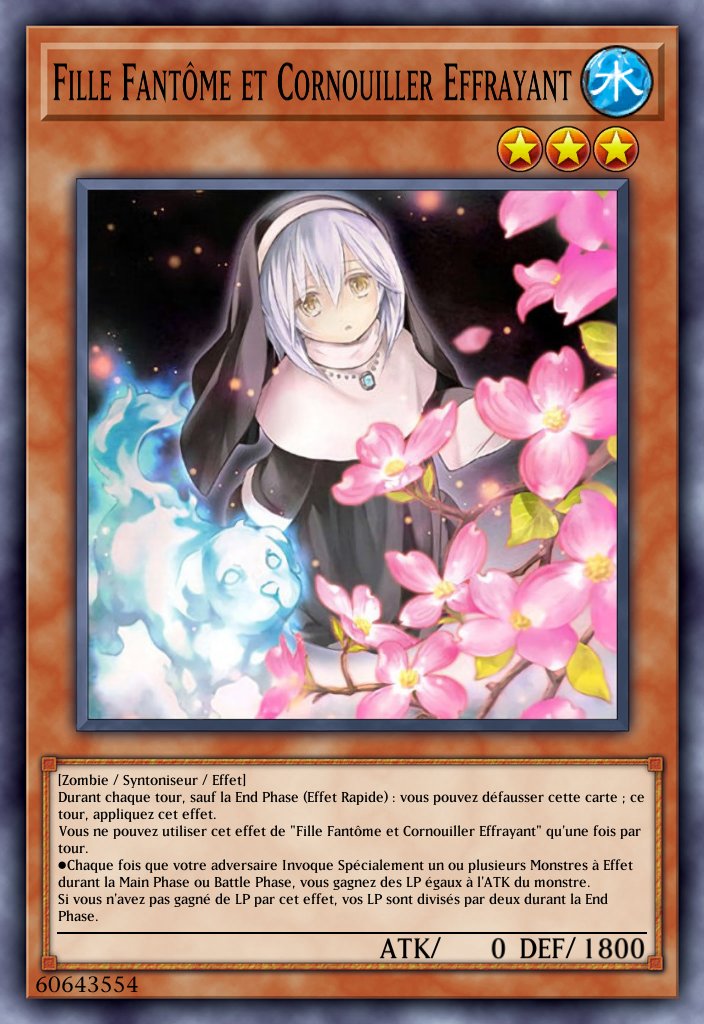 Fille Fantôme et Cornouiller Effrayant
水
[Zombie / Syntoniseur / Effet]
Durant chaque tour, sauf la End Phase (Effet Rapide) : vous pouvez défausser cette carte ; ce
tour, appliquez cet effet.
Vous ne pouvez utiliser cet effet de "Fille Fantôme et Cornouiller Effrayant" qu'une fois par
tour.
●Chaque fois que votre adversaire Invoque Spécialement un ou plusieurs Monstres à Effet
durant la Main Phase ou Battle Phase, vous gagnez des LP égaux à l'ATK du monstre.
Si vous n'avez pas gagné de LP par cet effet, vos LP sont divisés par deux durant la End
Phase.
ATK/ 0 DEF/ 1800
60643554